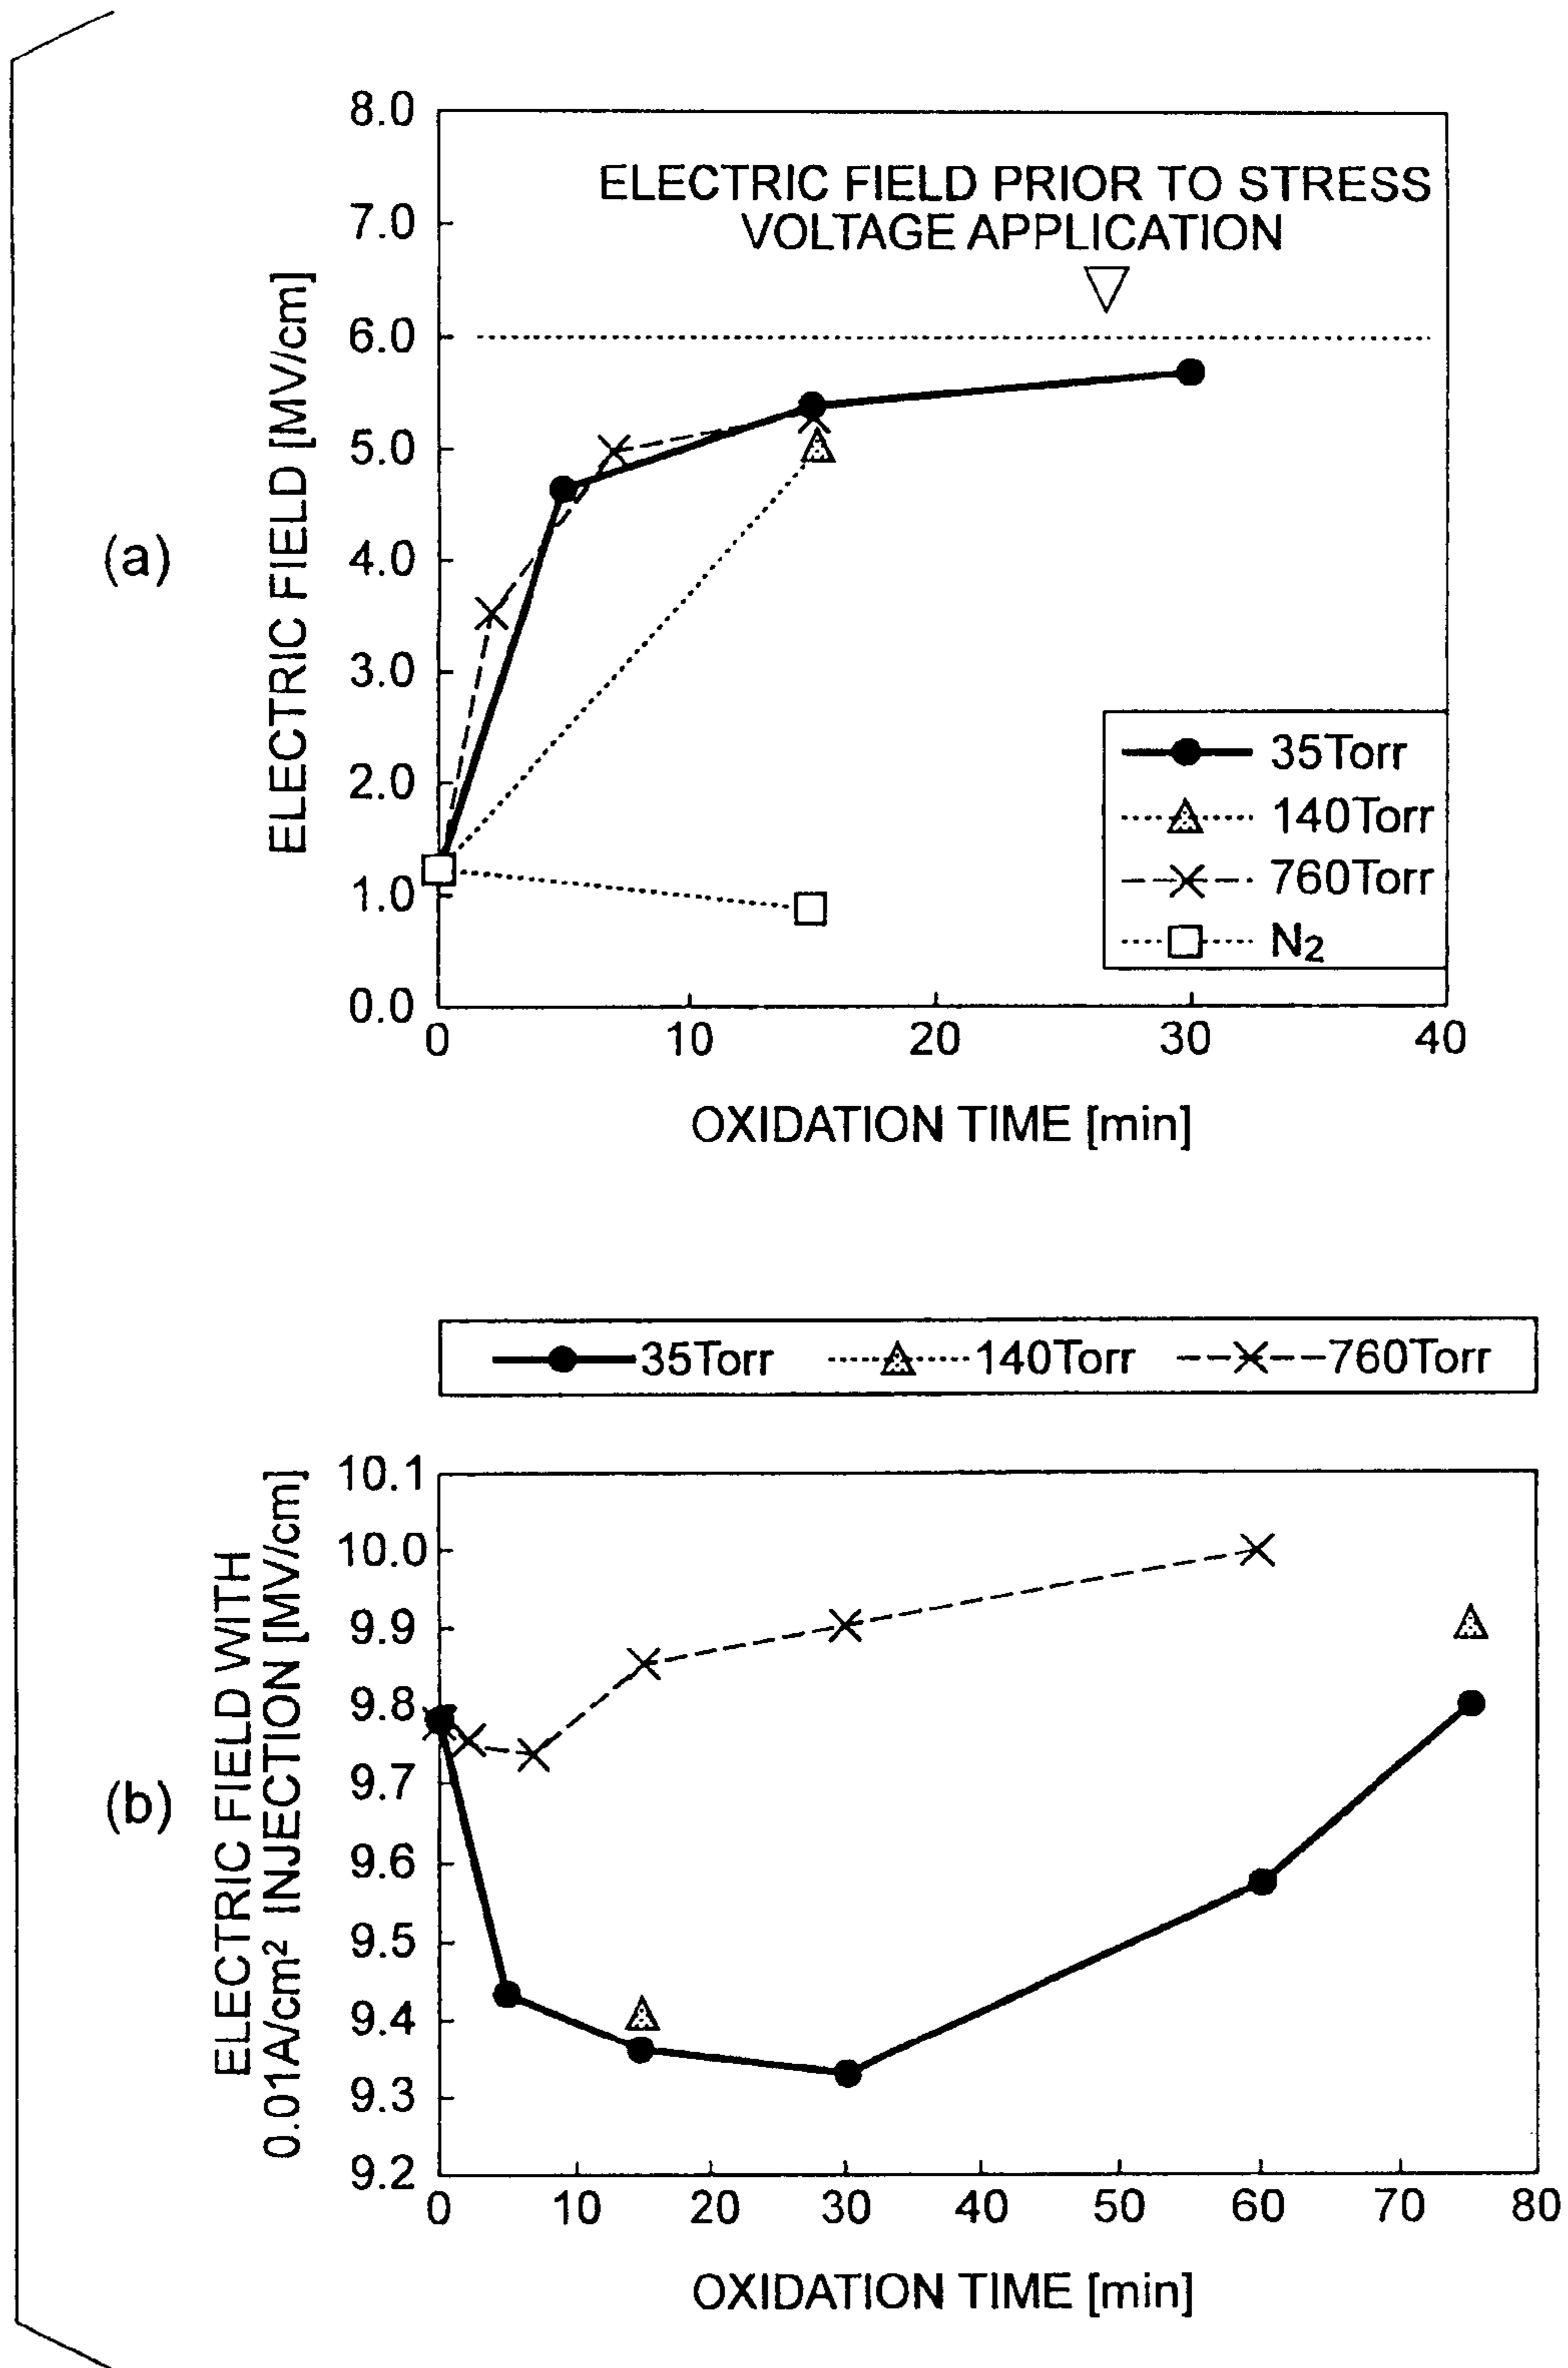 (a)
ELECTRIC FIELD [MV/cm]
8.0
7.0
6.0
5.0
4.0
3.0
2.0
1.0
0.0
ELECTRIC FIELD PRIOR TO STRESS
VOLTAGE APPLICATION
35Torr
140Torr
760Torr
N2
0 10 20 30 40
OXIDATION TIME [min]
35Torr 140Torr 760Torr
(b)
ELECTRIC FIELD WITH
0.01A/cm² INJECTION [MV/cm]
10.1
10.0
9.9
9.8
9.7
9.6
9.5
9.4
9.3
9.2
0 10 20 30 40 50 60 70 80
OXIDATION TIME [min]